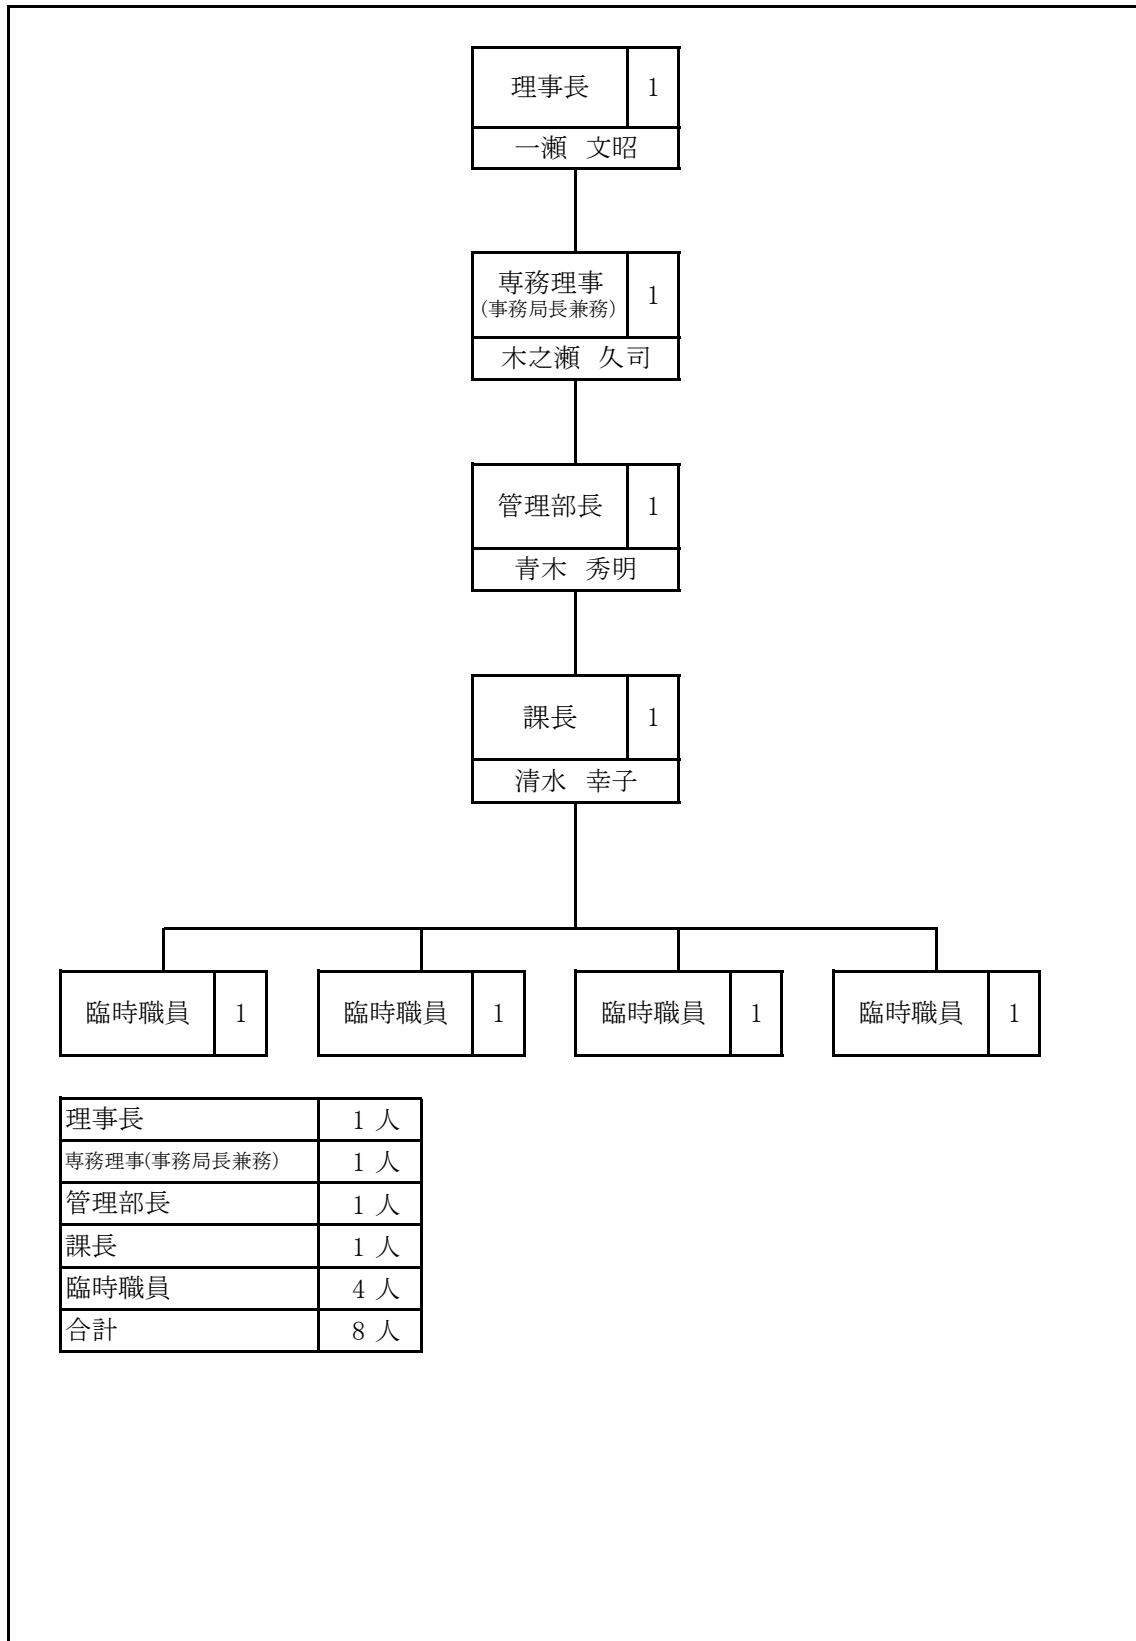 理事長 1
一瀬 文昭
専務理事
(事務局長兼務) 1
木之瀬 久司
管理部長 1
青木 秀明
課長 1
清水 幸子
臨時職員 1 臨時職員 1 臨時職員 1 臨時職員 1
理事長 1 人
専務理事(事務局長兼務) 1 人
管理部長 1 人
課長 1 人
臨時職員 4 人
合計 8 人